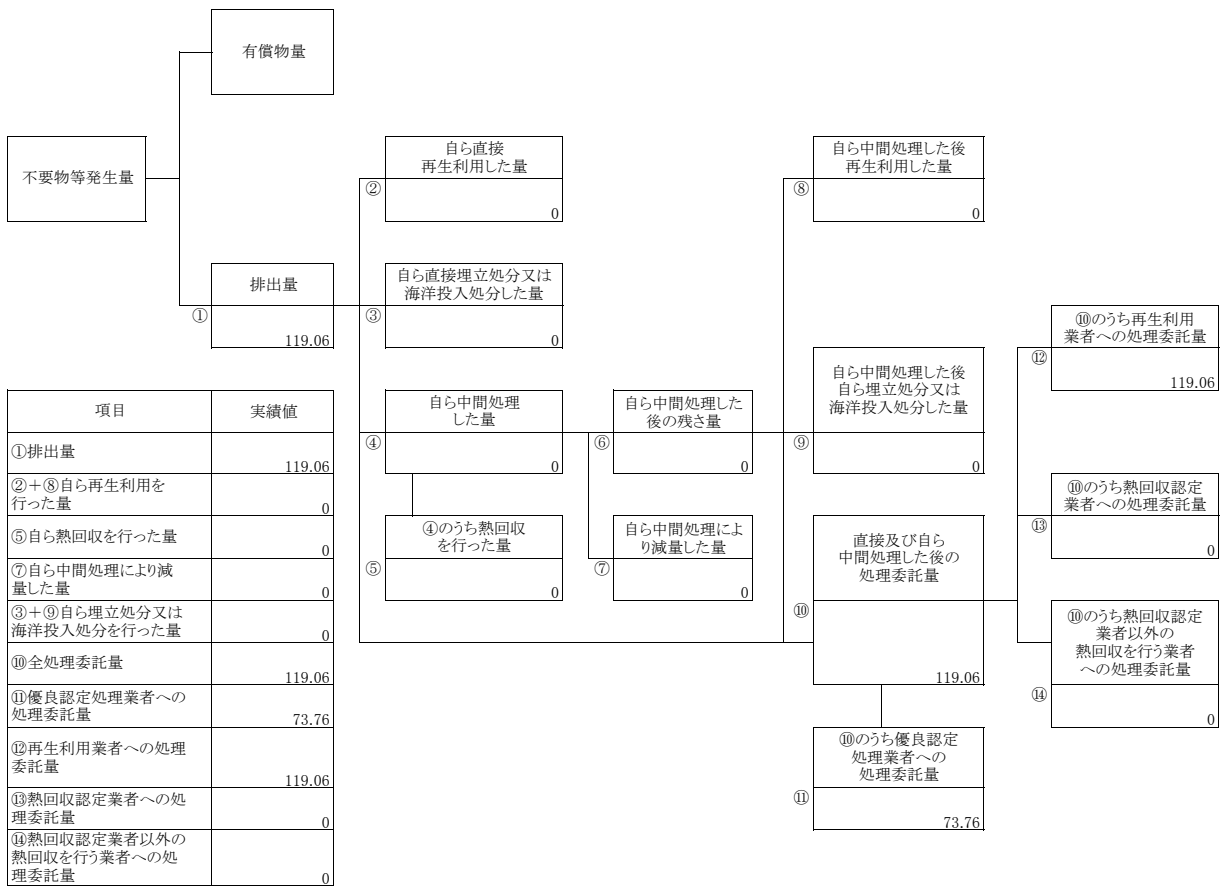 有償物量
不要物等発生量
自ら直接
再生利用した量
②
0
自ら中間処理した後
再生利用した量
⑧
0
排出量
①
119.06
自ら直接埋立処分又は
海洋投入処分した量
③
0
⑩のうち再生利用
業者への処理委託量
⑫
119.06
自ら中間処理
した量
④
0
自ら中間処理した
後の残さ量
⑥
0
自ら中間処理した後
自ら埋立処分又は
海洋投入処分した量
⑨
0
⑩のうち熱回収認定
業者への処理委託量
⑬
0
④のうち熱回収
を行った量
⑤
0
自ら中間処理によ
り減量した量
⑦
0
直接及び自ら
中間処理した後の
処理委託量
⑩
119.06
⑩のうち熱回収認定
業者以外の
熱回収を行う業者
への処理委託量
⑭
0
⑩のうち優良認定
処理業者への
処理委託量
⑪
73.76
項目 実績値
①排出量
119.06
②+⑧自ら再生利用を
行った量
0
⑤自ら熱回収を行った量
0
⑦自ら中間処理により減
量した量
0
③+⑨自ら埋立処分又は
海洋投入処分を行った量
0
⑩全処理委託量
119.06
⑪優良認定処理業者への
処理委託量
73.76
⑫再生利用業者への処理
委託量
119.06
⑬熱回収認定業者への処
理委託量
0
⑭熱回収認定業者以外の
熱回収を行う業者への処
理委託量
0